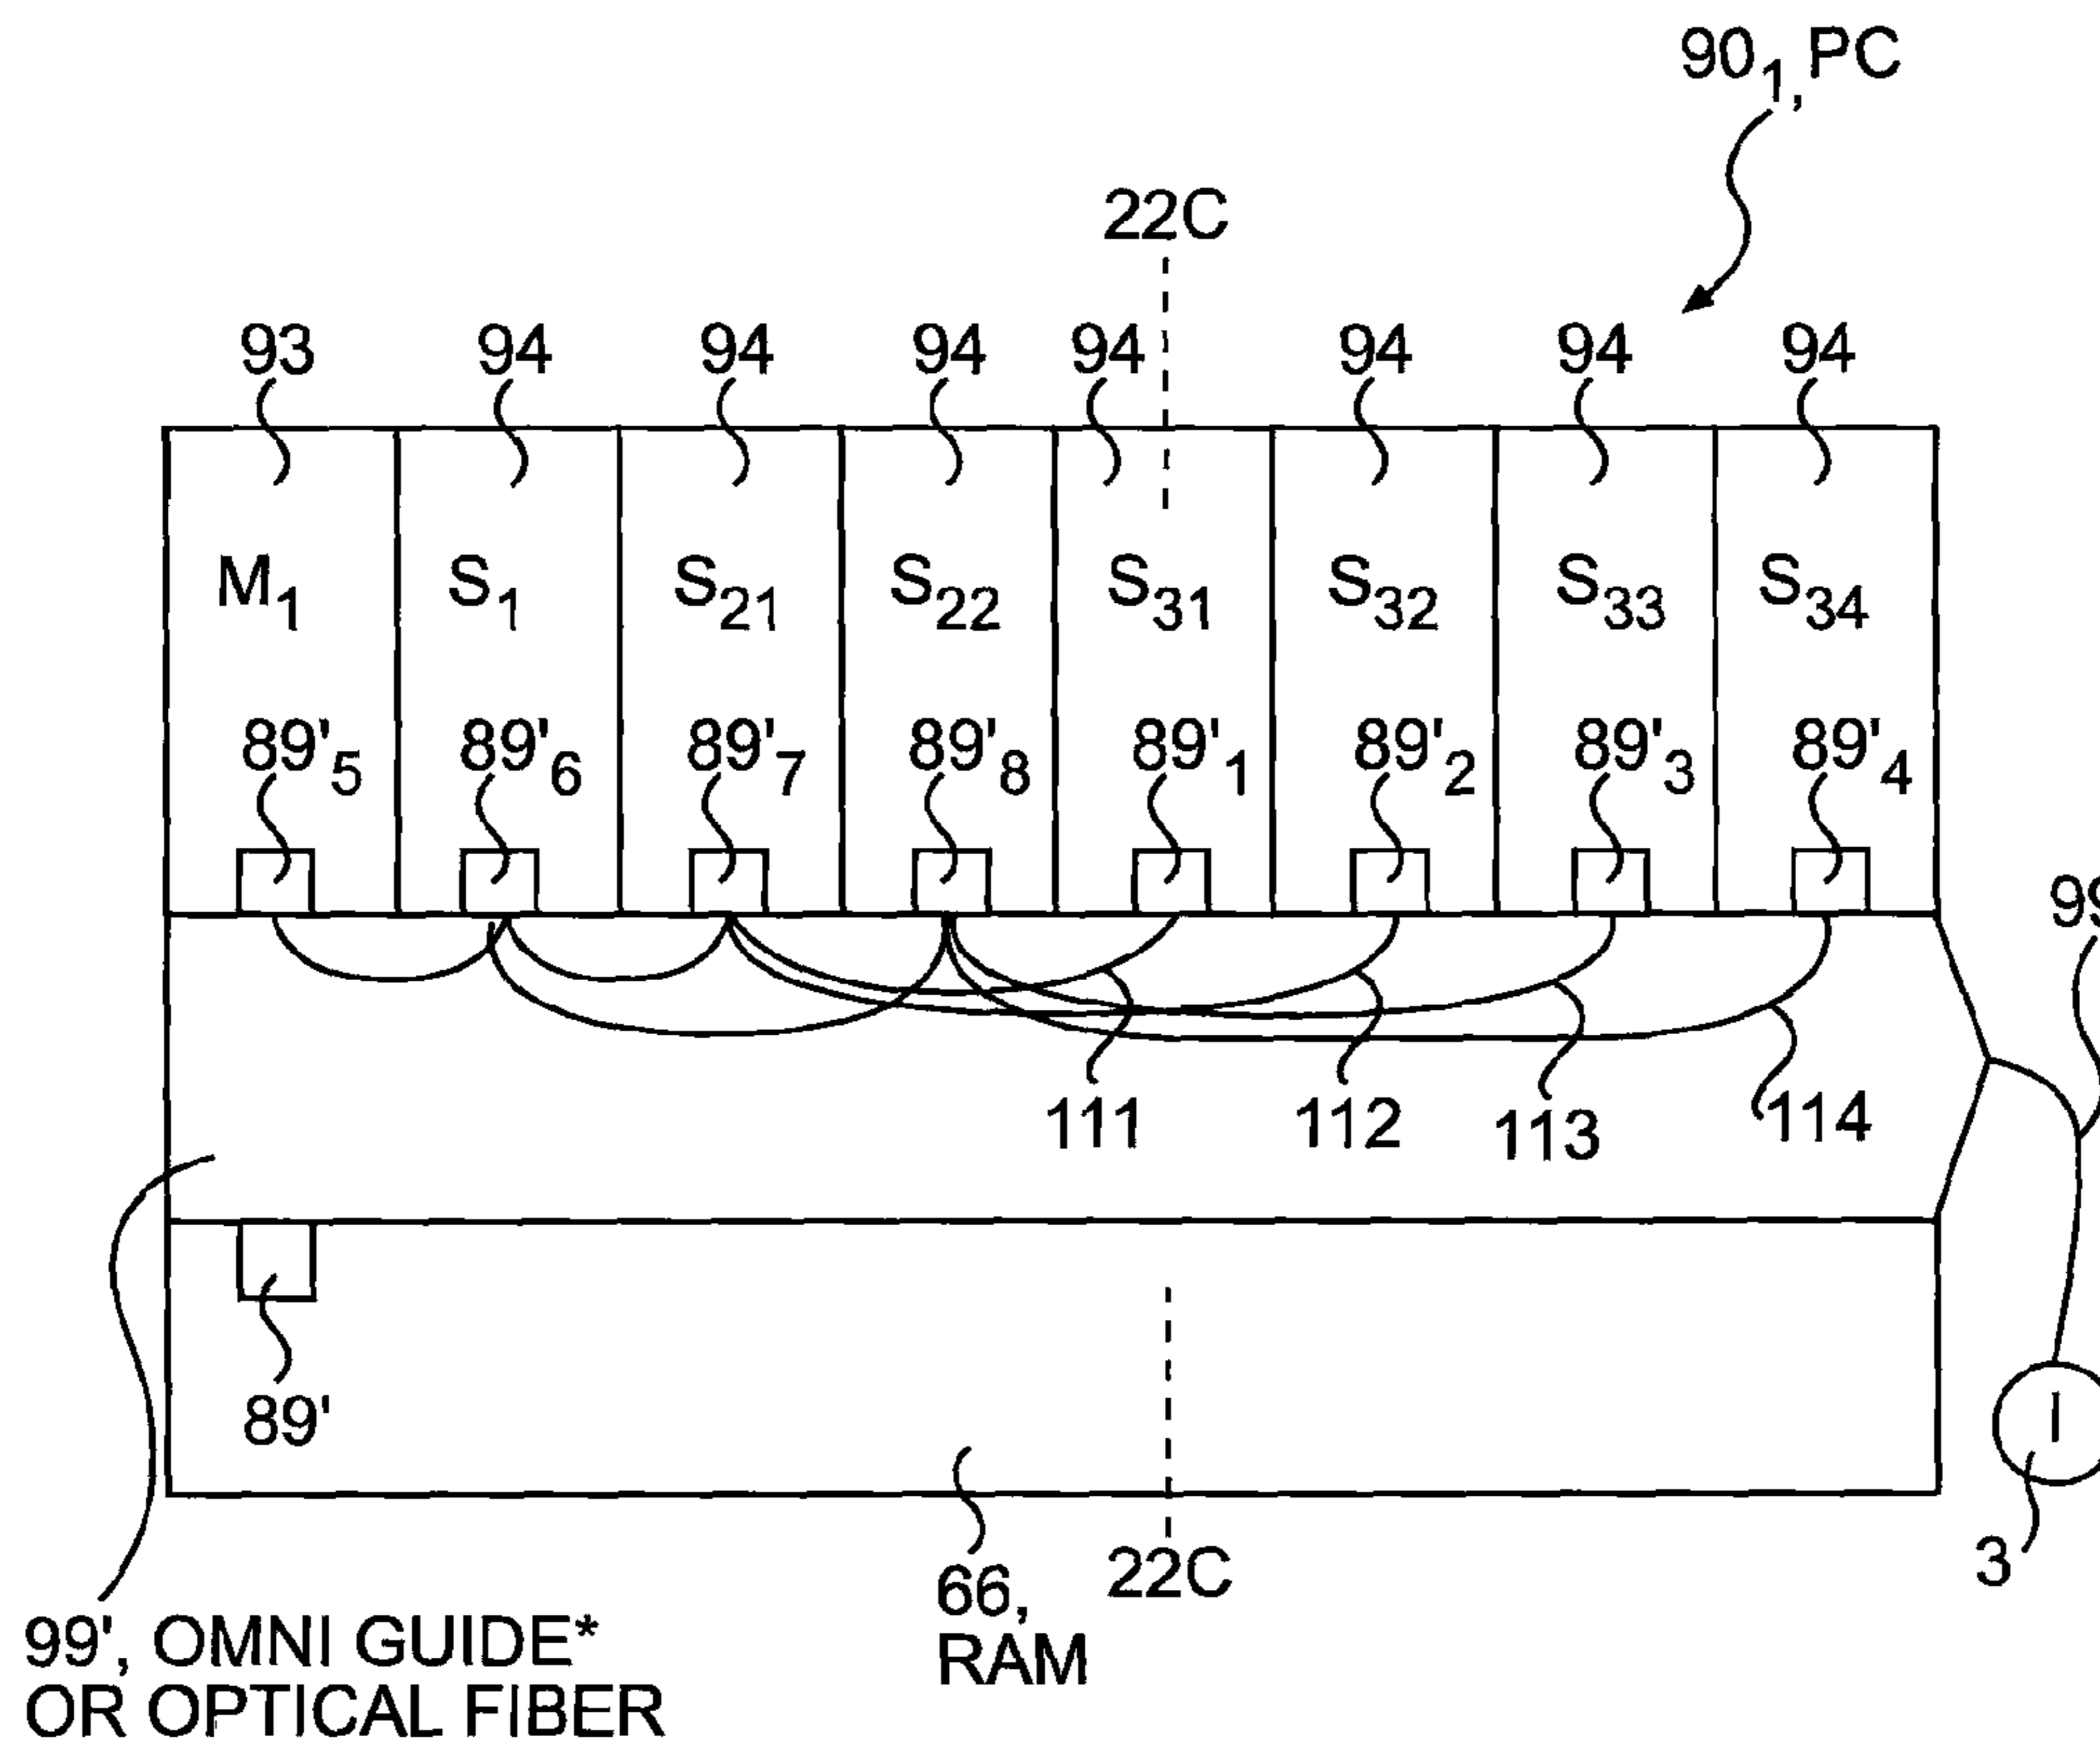 90₁, PC
22C
93 94 94 94 94 94 94 94
M₁ S₁ S₂₁ S₂₂ S₃₁ S₃₂ S₃₃ S₃₄
89'₅ 89'₆ 89'₇ 89'₈ 89'₁ 89'₂ 89'₃ 89'₄
111 112 113 114
89'
I
3
66,
RAM
22C
99', OMNI GUIDE*
OR OPTICAL FIBER